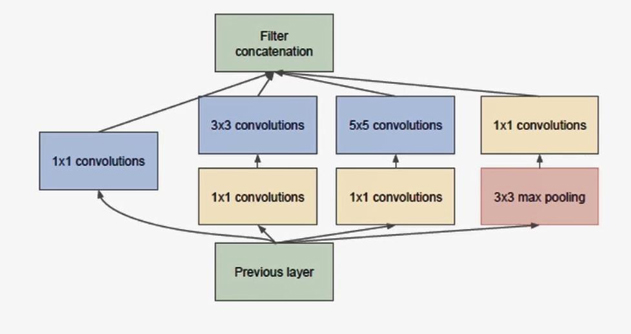 Filter
concatenation
3x3 convolutions
5x5 convolutions
1x1 convolutions
1x1 convolutions
1x1 convolutions
1x1 convolutions
3x3 max pooling
Previous layer